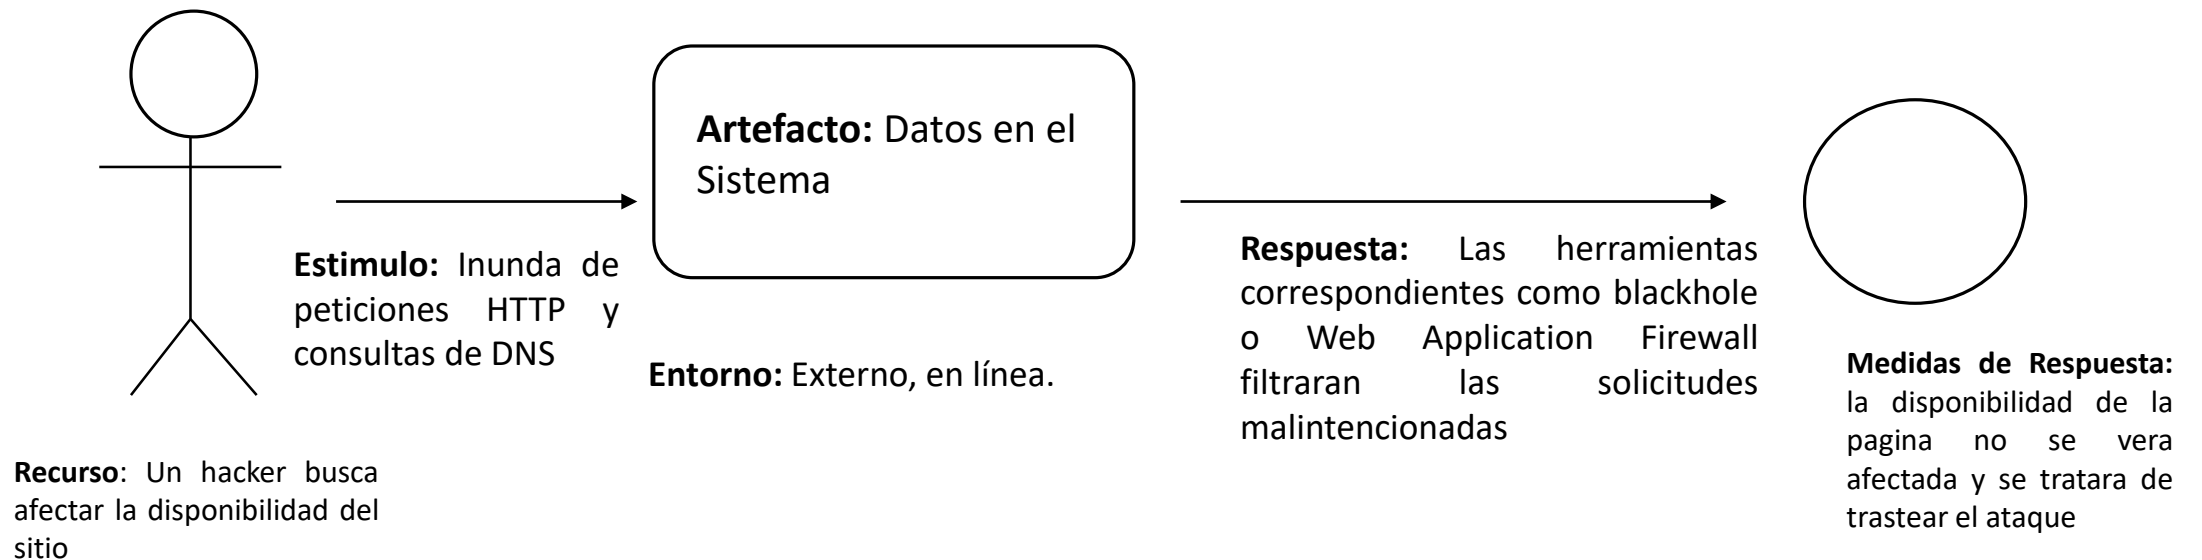 Artefacto: Datos en el
Sistema
Estimulo: Inunda de
peticiones HTTP y
consultas de DNS
Entorno: Externo, en línea.
Respuesta: Las herramientas
correspondientes como blackhole
o Web Application Firewall
filtraran las solicitudes
malintencionadas
Medidas de Respuesta:
la disponibilidad de la
pagina no se vera
afectada y se tratara de
trastear el ataque
Recurso: Un hacker busca
afectar la disponibilidad del
sitio